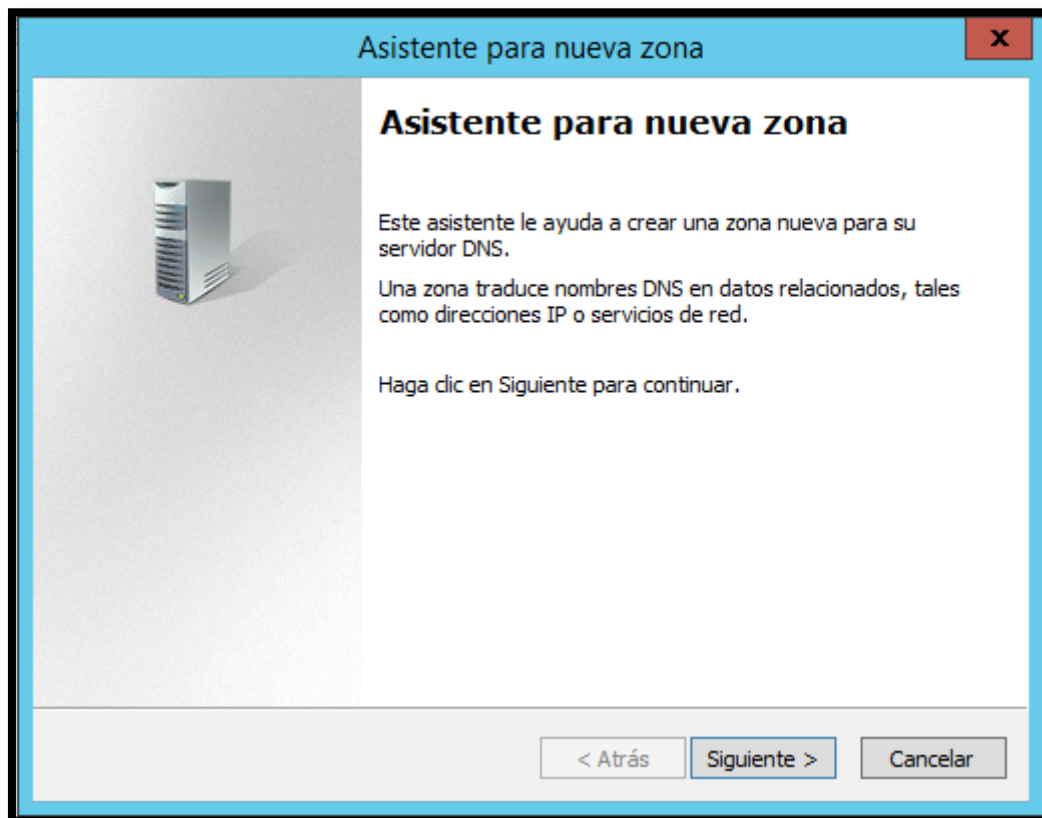 Asistente para nueva zona
x
Asistente para nueva zona
Este asistente le ayuda a crear una zona nueva para su
servidor DNS.
Una zona traduce nombres DNS en datos relacionados, tales
como direcciones IP o servicios de red.
Haga clic en Siguiente para continuar.
< Atrás Siguiente > Cancelar